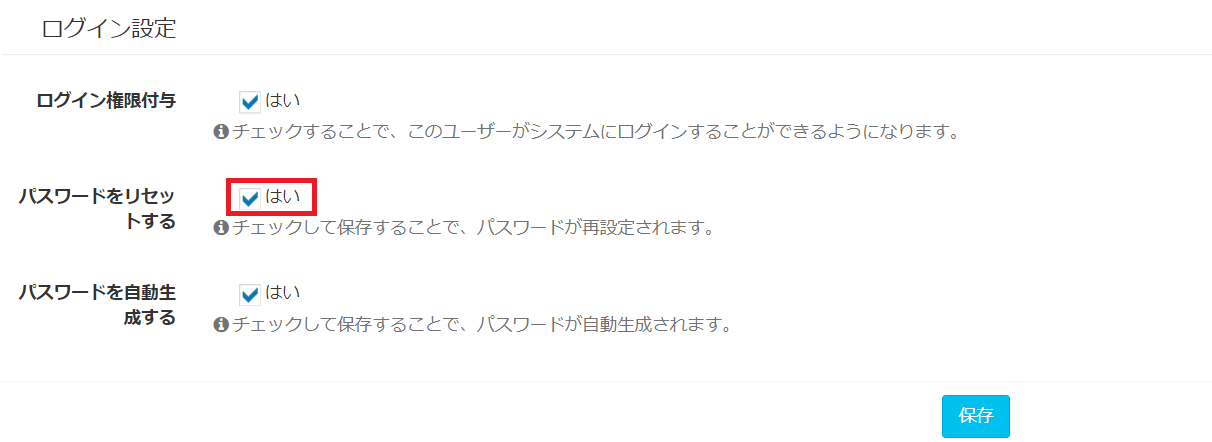 ログイン設定
ログイン権限付与 はい
チェックすることで、このユーザーがシステムにログインすることができるようになります。
パスワードをリセッ はい
トする
チェックして保存することで、パスワードが再設定されます。
パスワードを自動生 はい
成する
チェックして保存することで、パスワードが自動生成されます。
保存